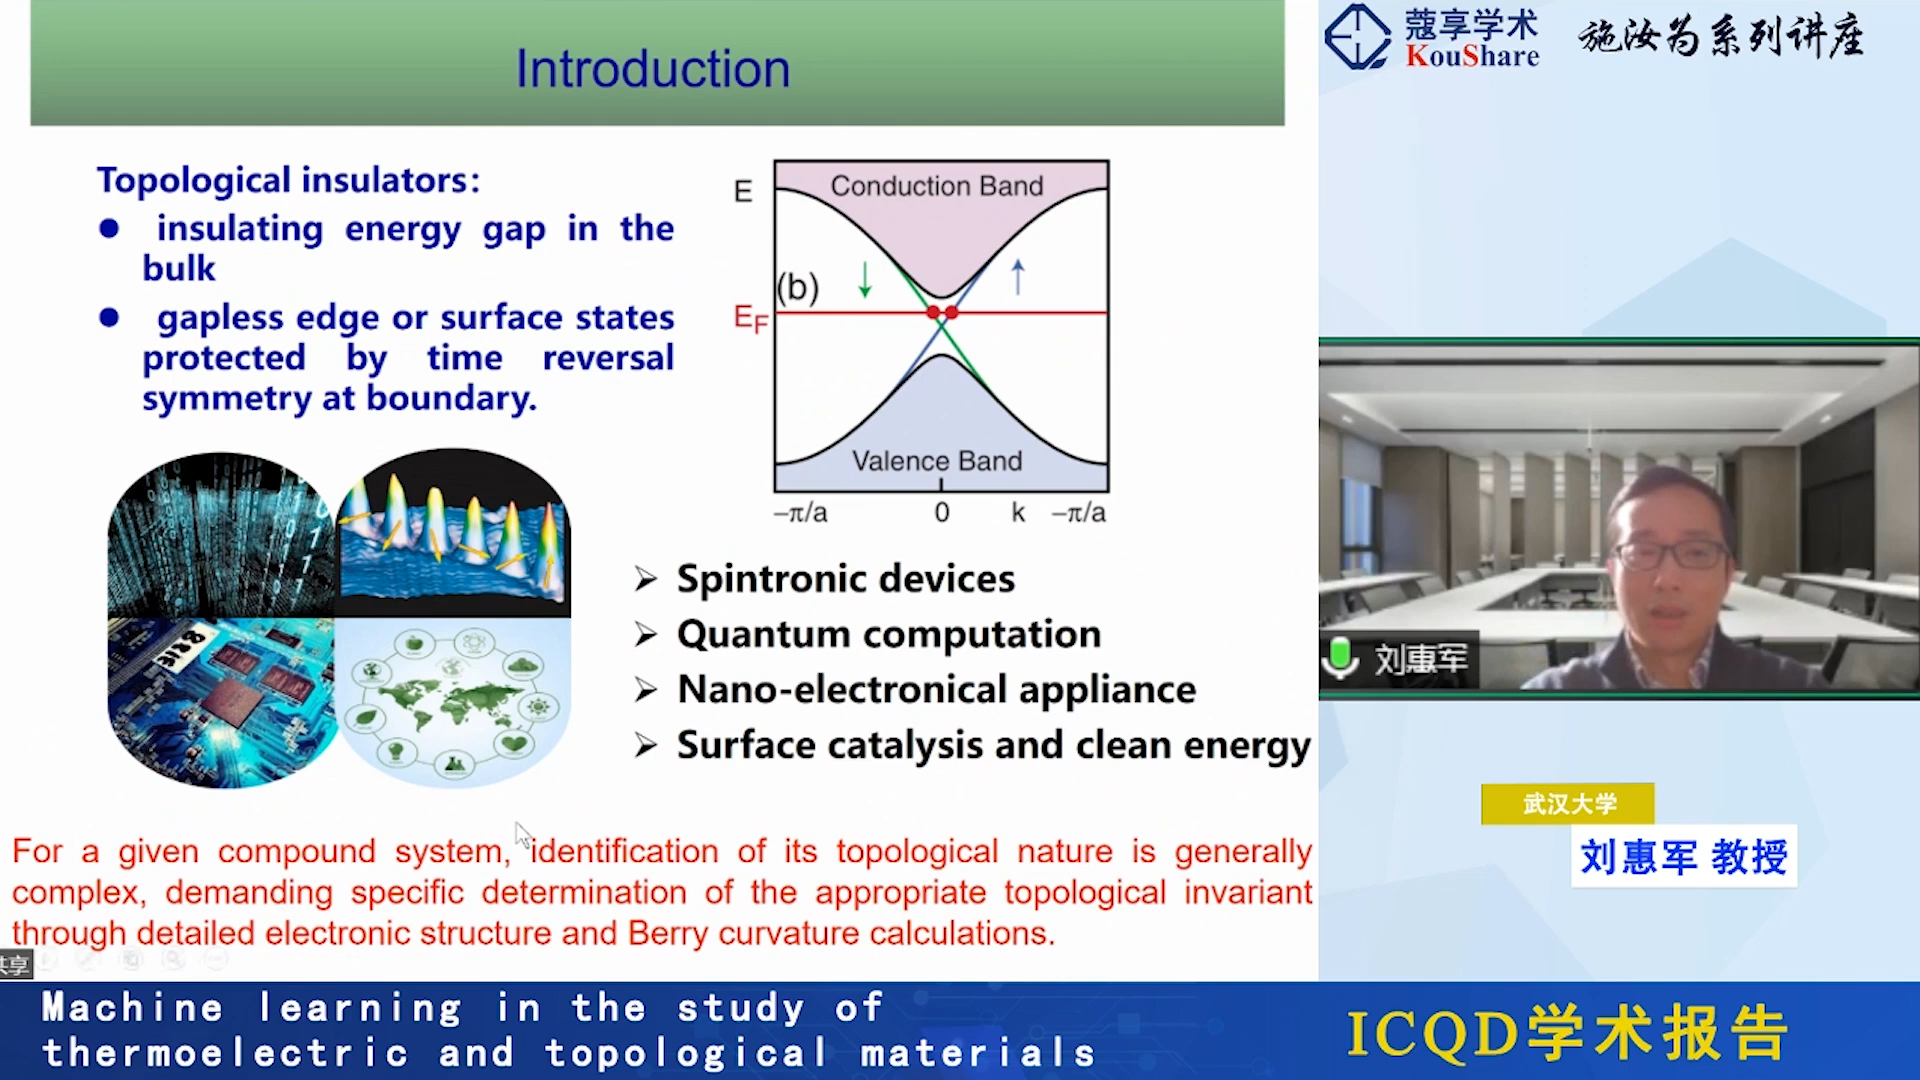 Introduction
Topological insulators:
● insulating energy gap in the
bulk
● gapless edge or surface states
protected by time reversal
symmetry at boundary.
E
Conduction Band
(b)
EF
Valence Band
−π/a 0 k −π/a
➢ Spintronic devices
➢ Quantum computation
➢ Nano-electronical appliance
➢ Surface catalysis and clean energy
For a given compound system, identification of its topological nature is generally
complex, demanding specific determination of the appropriate topological invariant
through detailed electronic structure and Berry curvature calculations.
共享
Machine learning in the study of
thermoelectric and topological materials
蔻享学术
KouShare
施汝为系列讲座
刘惠军
武汉大学
刘惠军 教授
ICQD学术报告